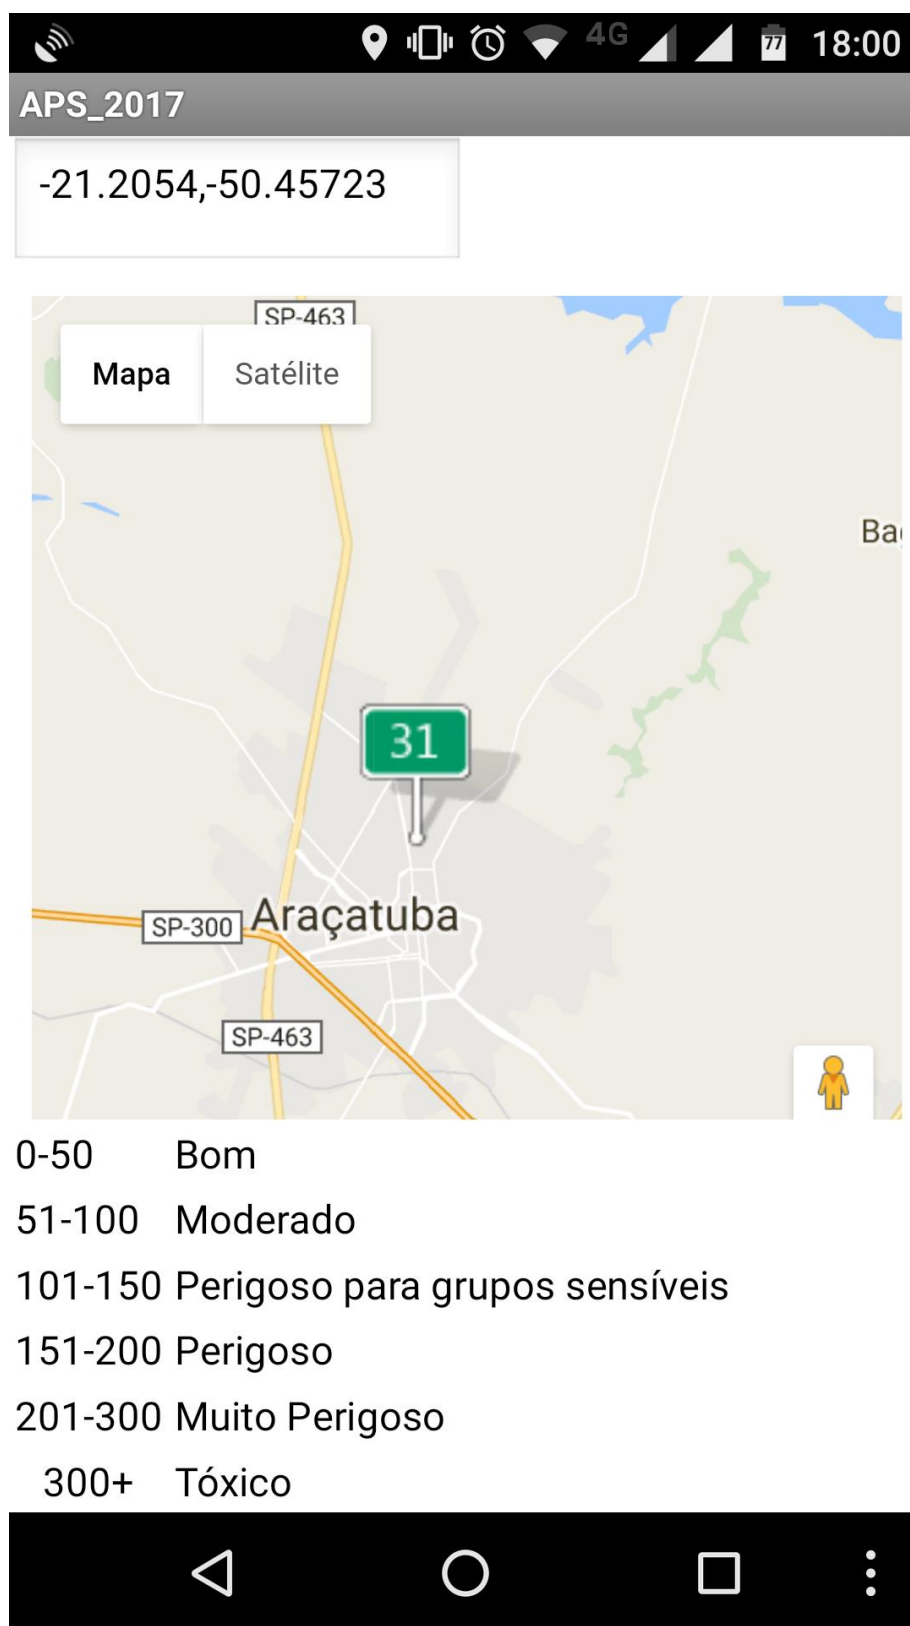 4G 77 18:00
APS_2017
-21.2054,-50.45723
SP-463
Mapa Satélite
31
Araçatuba
SP-300
SP-463
0-50 Bom
51-100 Moderado
101-150 Perigoso para grupos sensíveis
151-200 Perigoso
201-300 Muito Perigoso
300+ Tóxico